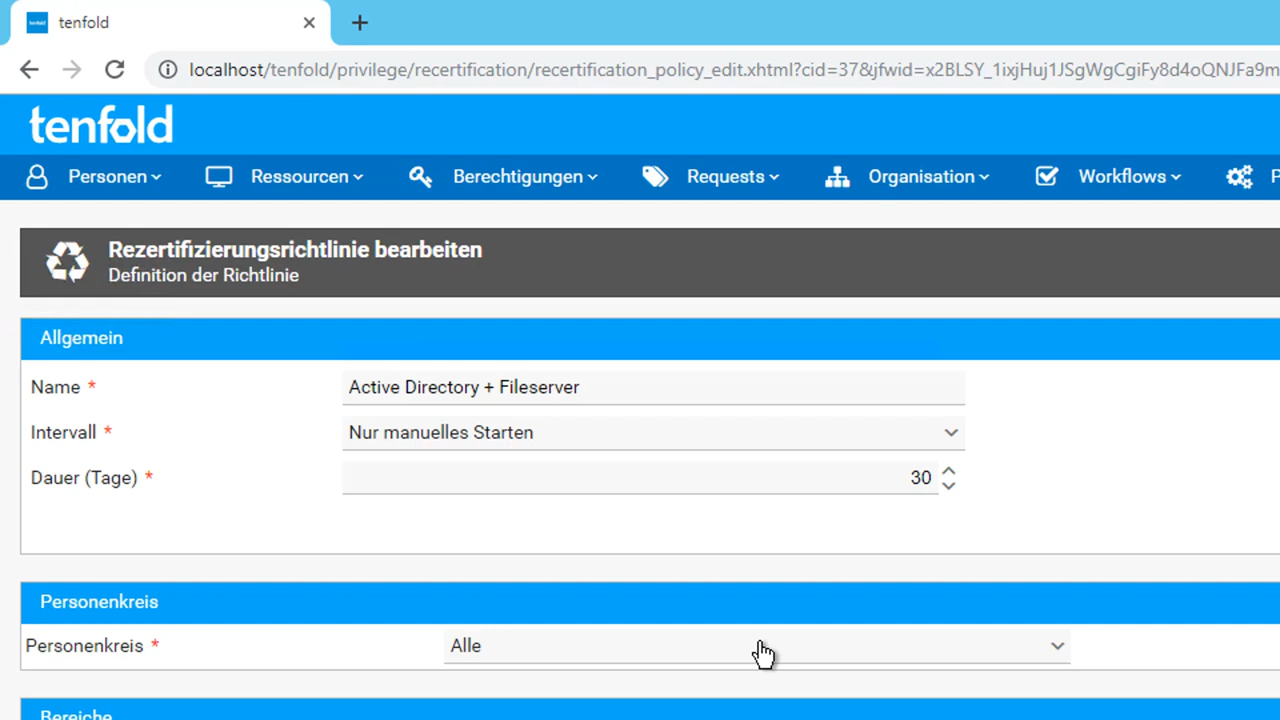 tenfold
localhost/tenfold/privilege/recertification/recertification_policy_edit.xhtml?cid=37&jfwid=x2BLSY_1ixjHuj1JSgWgCgiFy8d4oQNJFa9m
tenfold
Personen Ressourcen Berechtigungen Requests Organisation Workflows P
Rezertifizierungsrichtlinie bearbeiten
Definition der Richtlinie
Allgemein
Name * Active Directory + Fileserver
Intervall * Nur manuelles Starten
Dauer (Tage) * 30
Personenkreis
Personenkreis * Alle
Bereiche